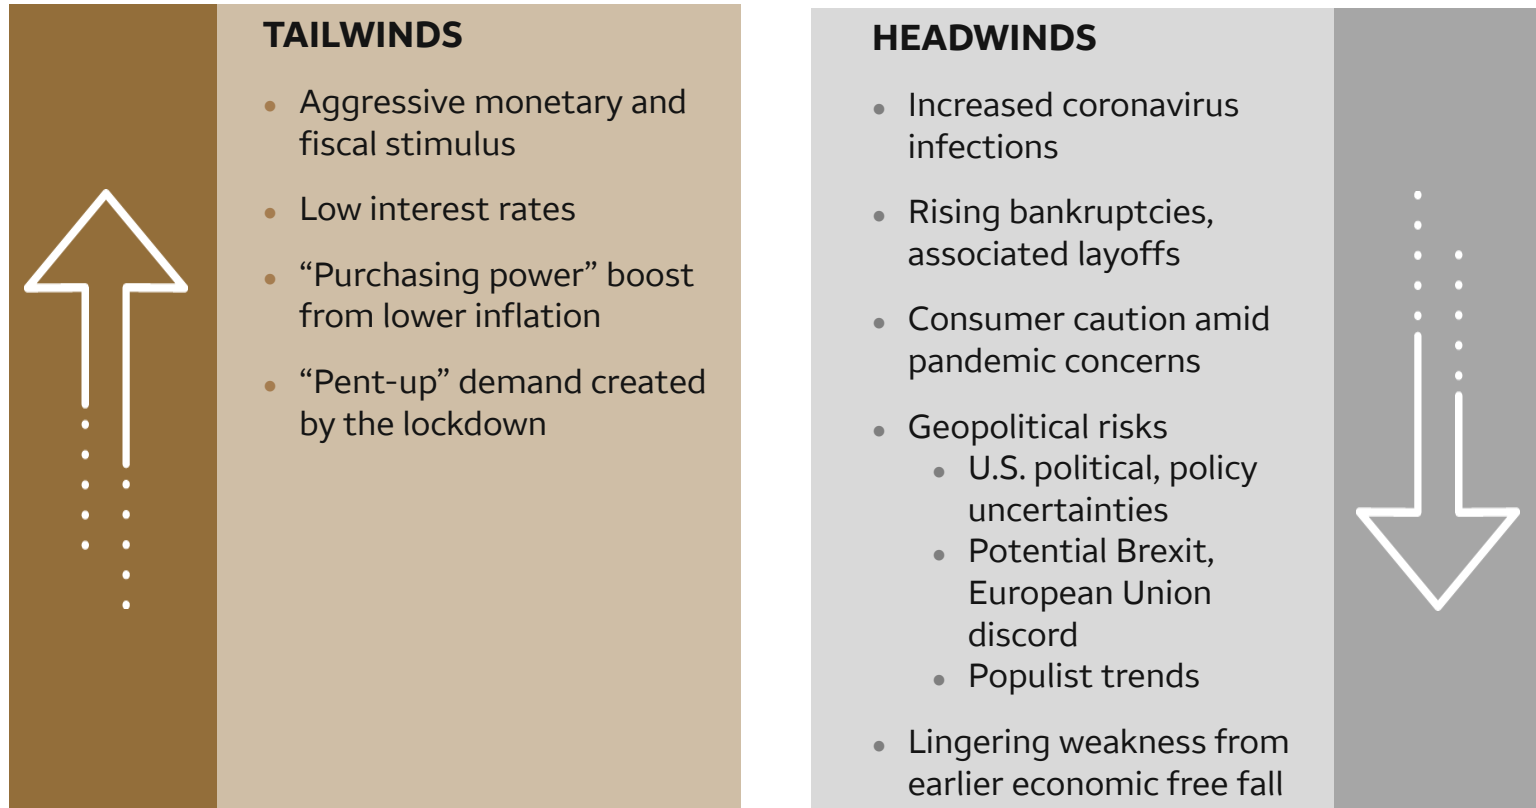 TAILWINDS
• Aggressive monetary and
fiscal stimulus
• Low interest rates
• “Purchasing power” boost
from lower inflation
• “Pent-up” demand created
by the lockdown
HEADWINDS
• Increased coronavirus
infections
• Rising bankruptcies,
associated layoffs
• Consumer caution amid
pandemic concerns
• Geopolitical risks
• U.S. political, policy
uncertainties
• Potential Brexit,
European Union
discord
• Populist trends
• Lingering weakness from
earlier economic free fall